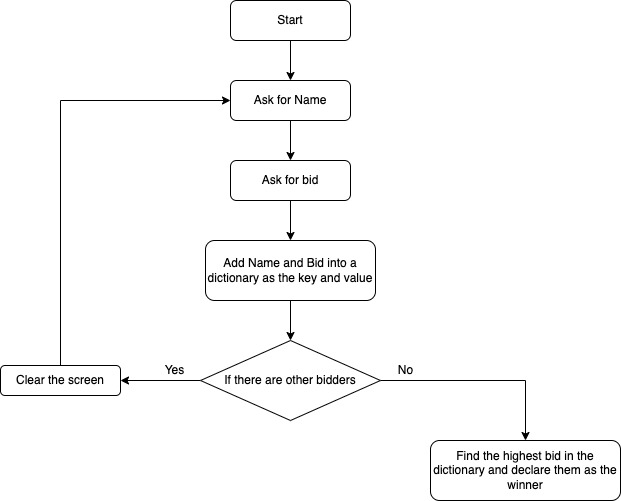 Start
Ask for Name
Ask for bid
Add Name and Bid into a
dictionary as the key and value
If there are other bidders
Yes
No
Clear the screen
Find the highest bid in the
dictionary and declare them as the
winner